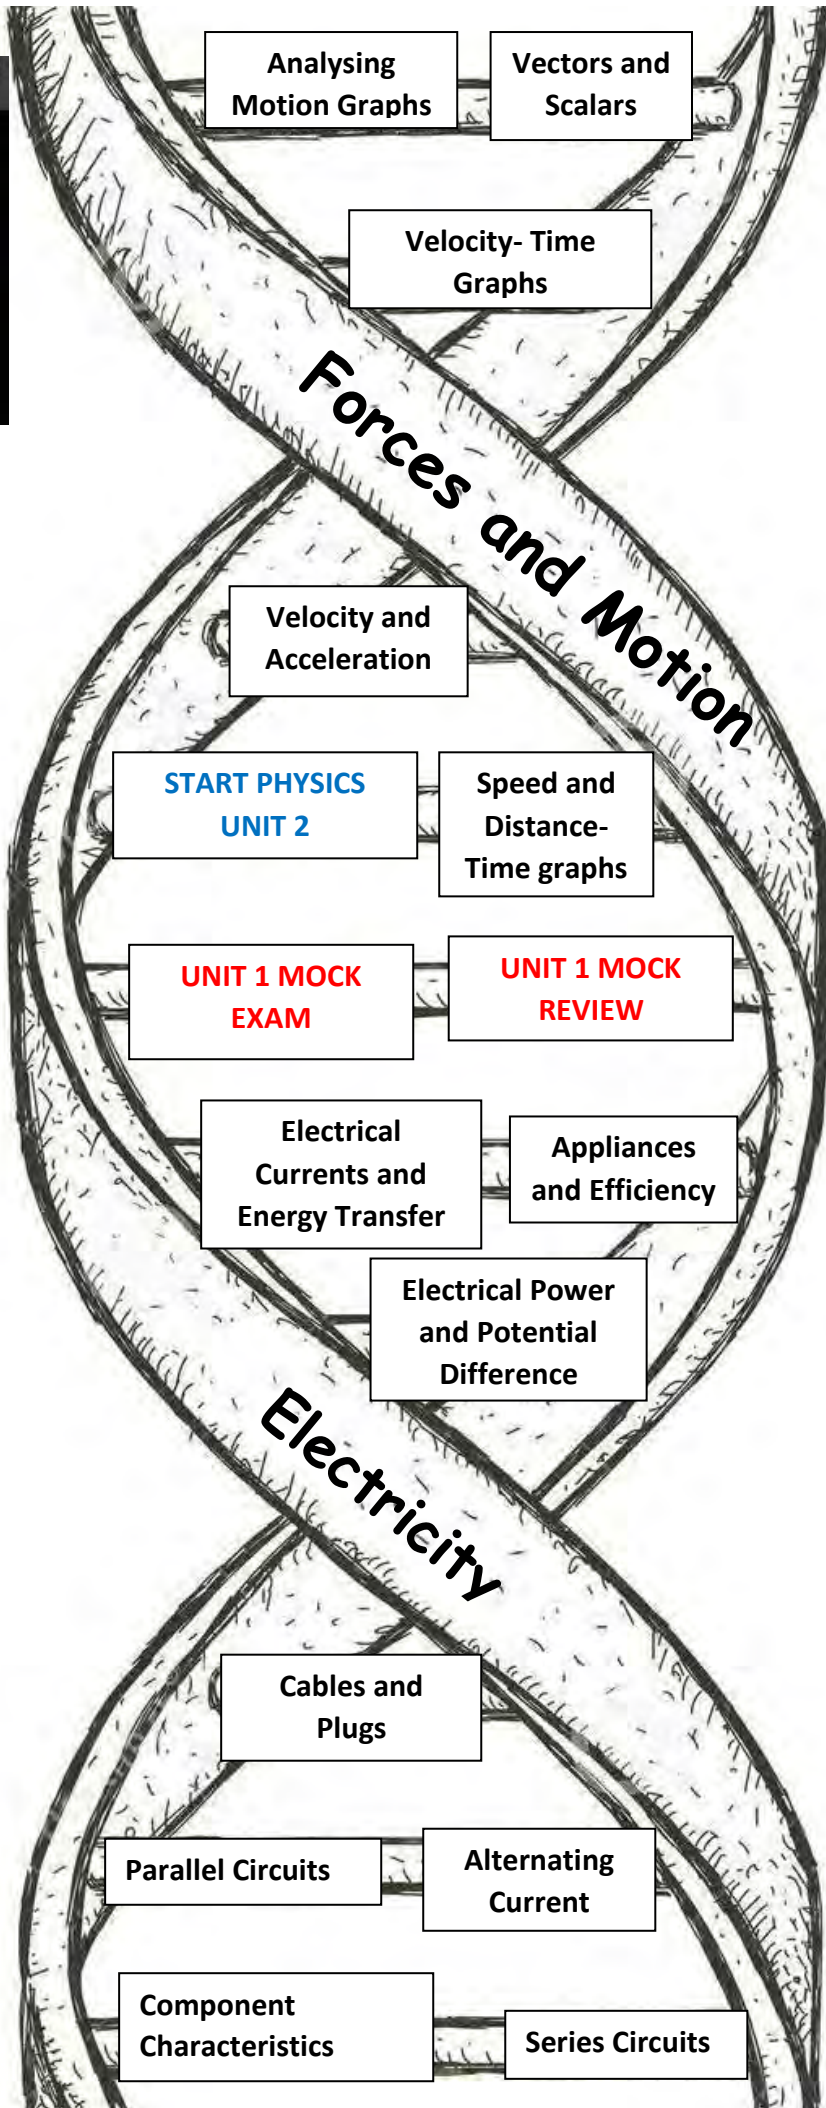 Analysing
Motion Graphs
Vectors and
Scalars
Velocity- Time
Graphs
Forces and Motion
Velocity and
Acceleration
START PHYSICS
UNIT 2
Speed and
Distance-
Time graphs
UNIT 1 MOCK
EXAM
UNIT 1 MOCK
REVIEW
Electrical
Currents and
Energy Transfer
Appliances
and Efficiency
Electrical Power
and Potential
Difference
Electricity
Cables and
Plugs
Parallel Circuits
Alternating
Current
Component
Characteristics
Series Circuits